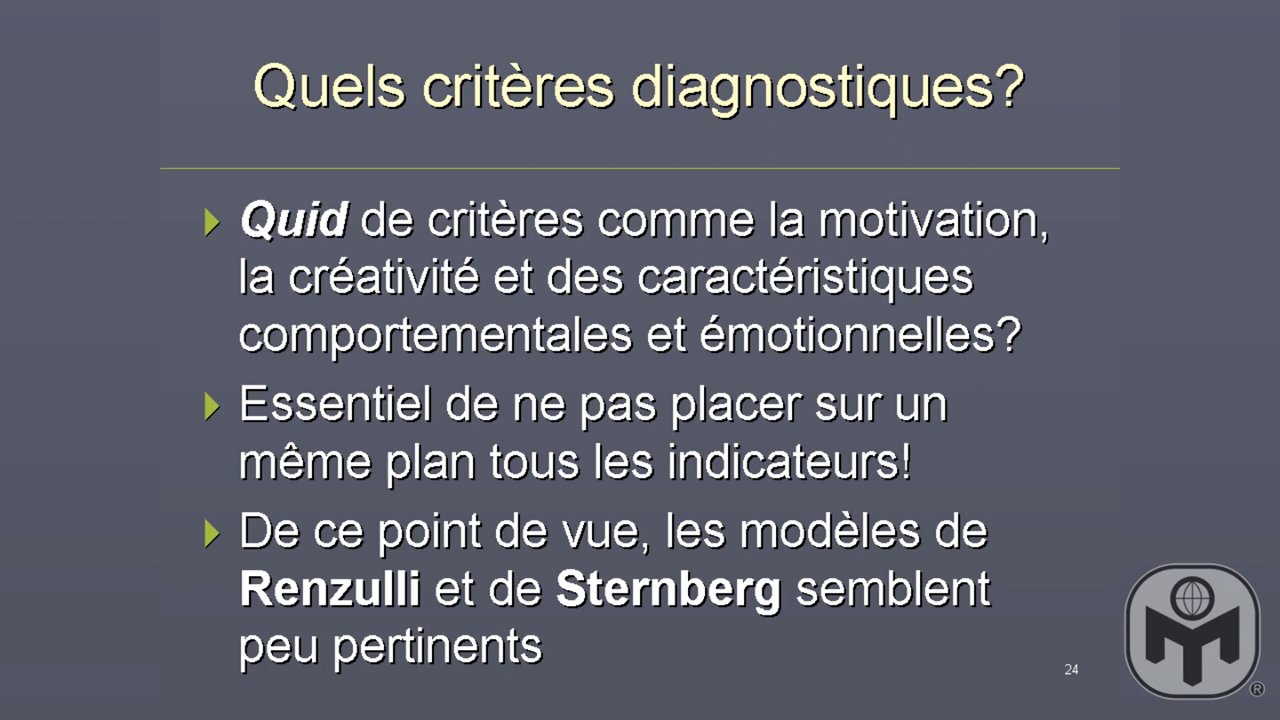 Quels critères diagnostiques?
Quid de critères comme la motivation,
la créativité et des caractéristiques
comportementales et émotionnelles?
Essentiel de ne pas placer sur un
même plan tous les indicateurs!
De ce point de vue, les modèles de
Renzulli et de Sternberg semblent
peu pertinents
24
®